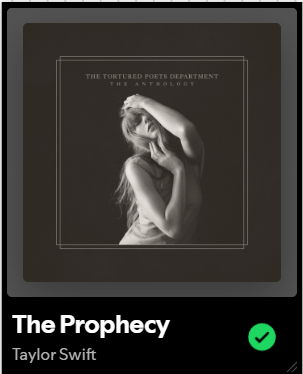 THE TORTURED POETS DEPARTMENT
THE ANTHOLOGY
The Prophecy
Taylor Swift